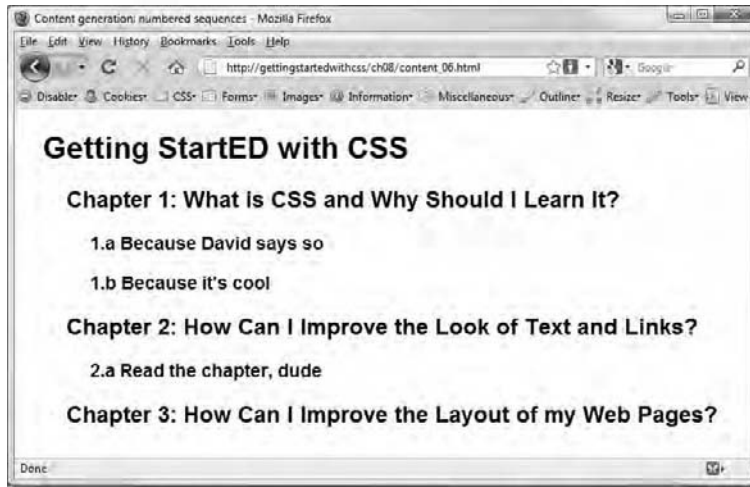 Content generation: numbered sequences - Mozilla Firefox
File Edit View History Bookmarks Tools Help
http://gettingstartedwithcss/ch08/content_06.html Google
Disable Cookies CSS Forms Images Information Miscellaneous Outline Resize Tools View
Getting StartED with CSS
Chapter 1: What is CSS and Why Should I Learn It?
1.a Because David says so
1.b Because it's cool
Chapter 2: How Can I Improve the Look of Text and Links?
2.a Read the chapter, dude
Chapter 3: How Can I Improve the Layout of my Web Pages?
Done